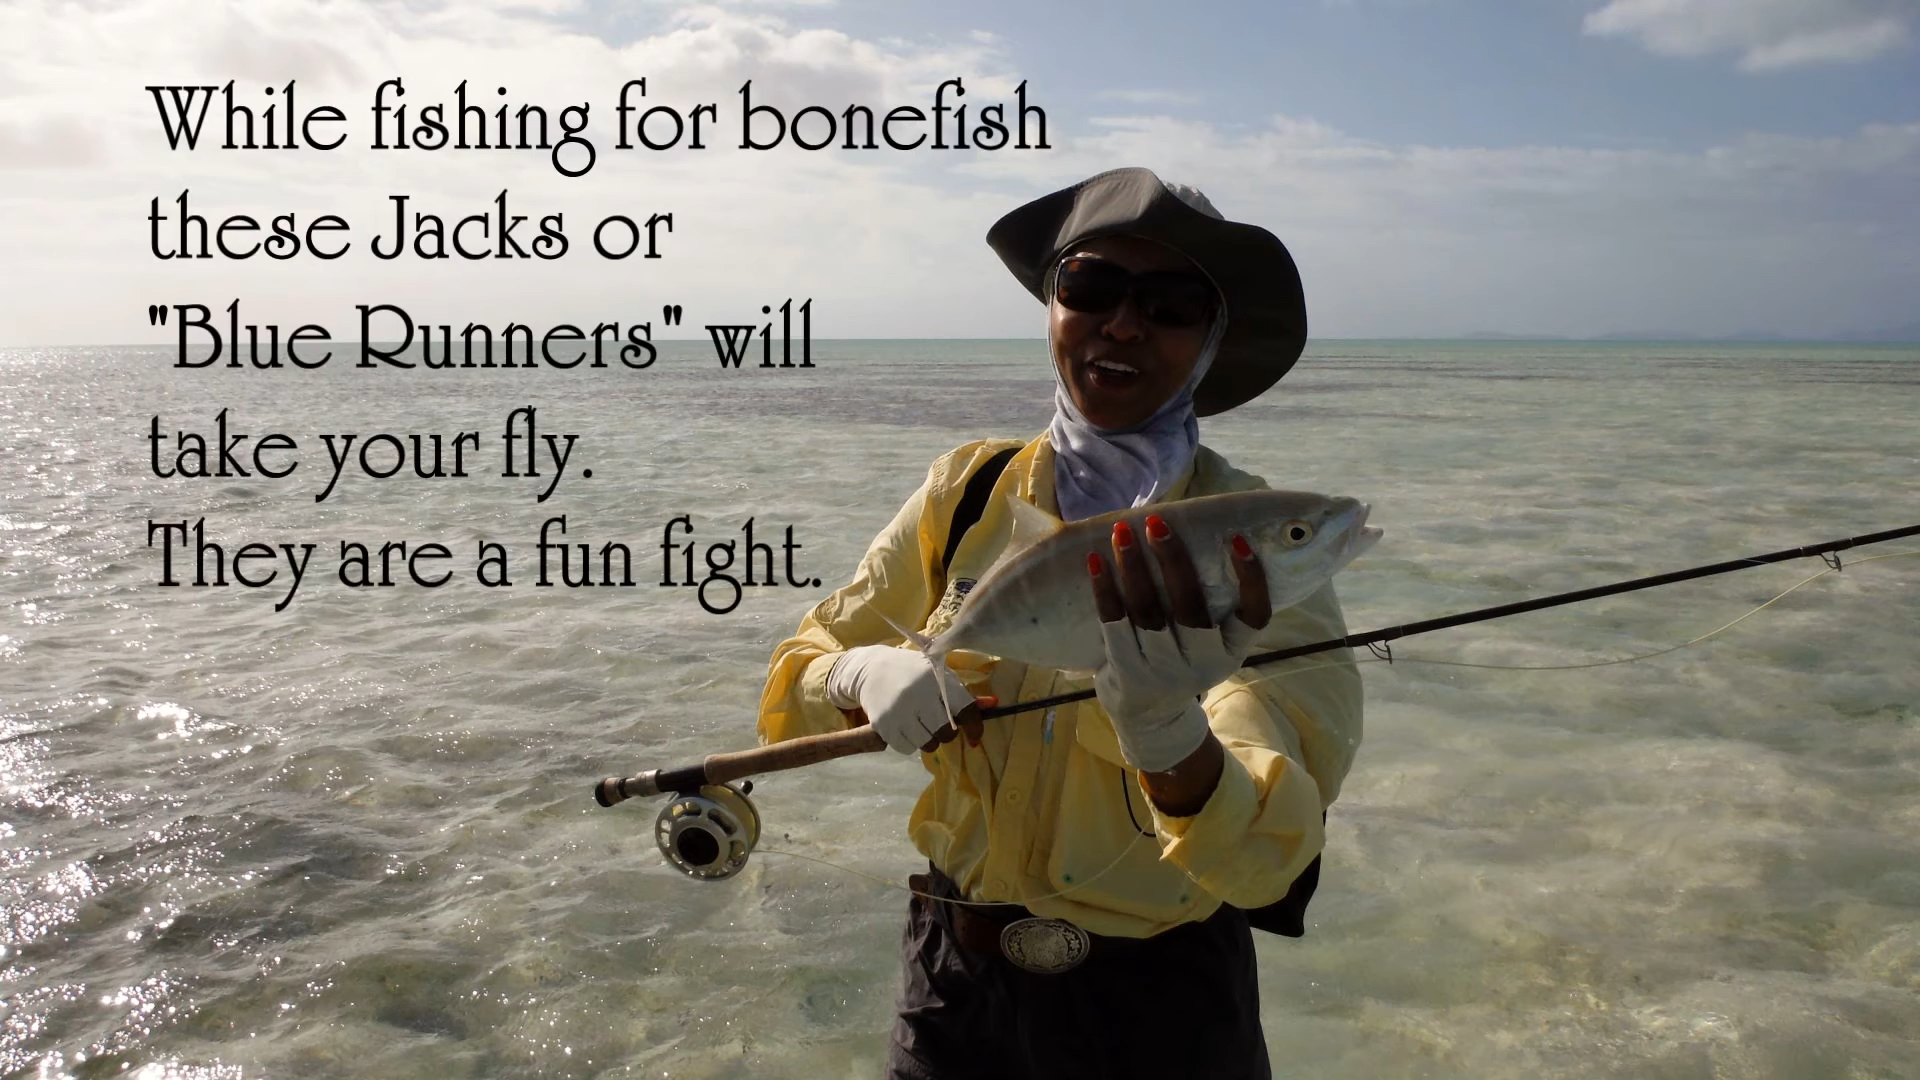 While fishing for bonefish
these Jacks or
"Blue Runners" will
take your fly.
They are a fun fight.